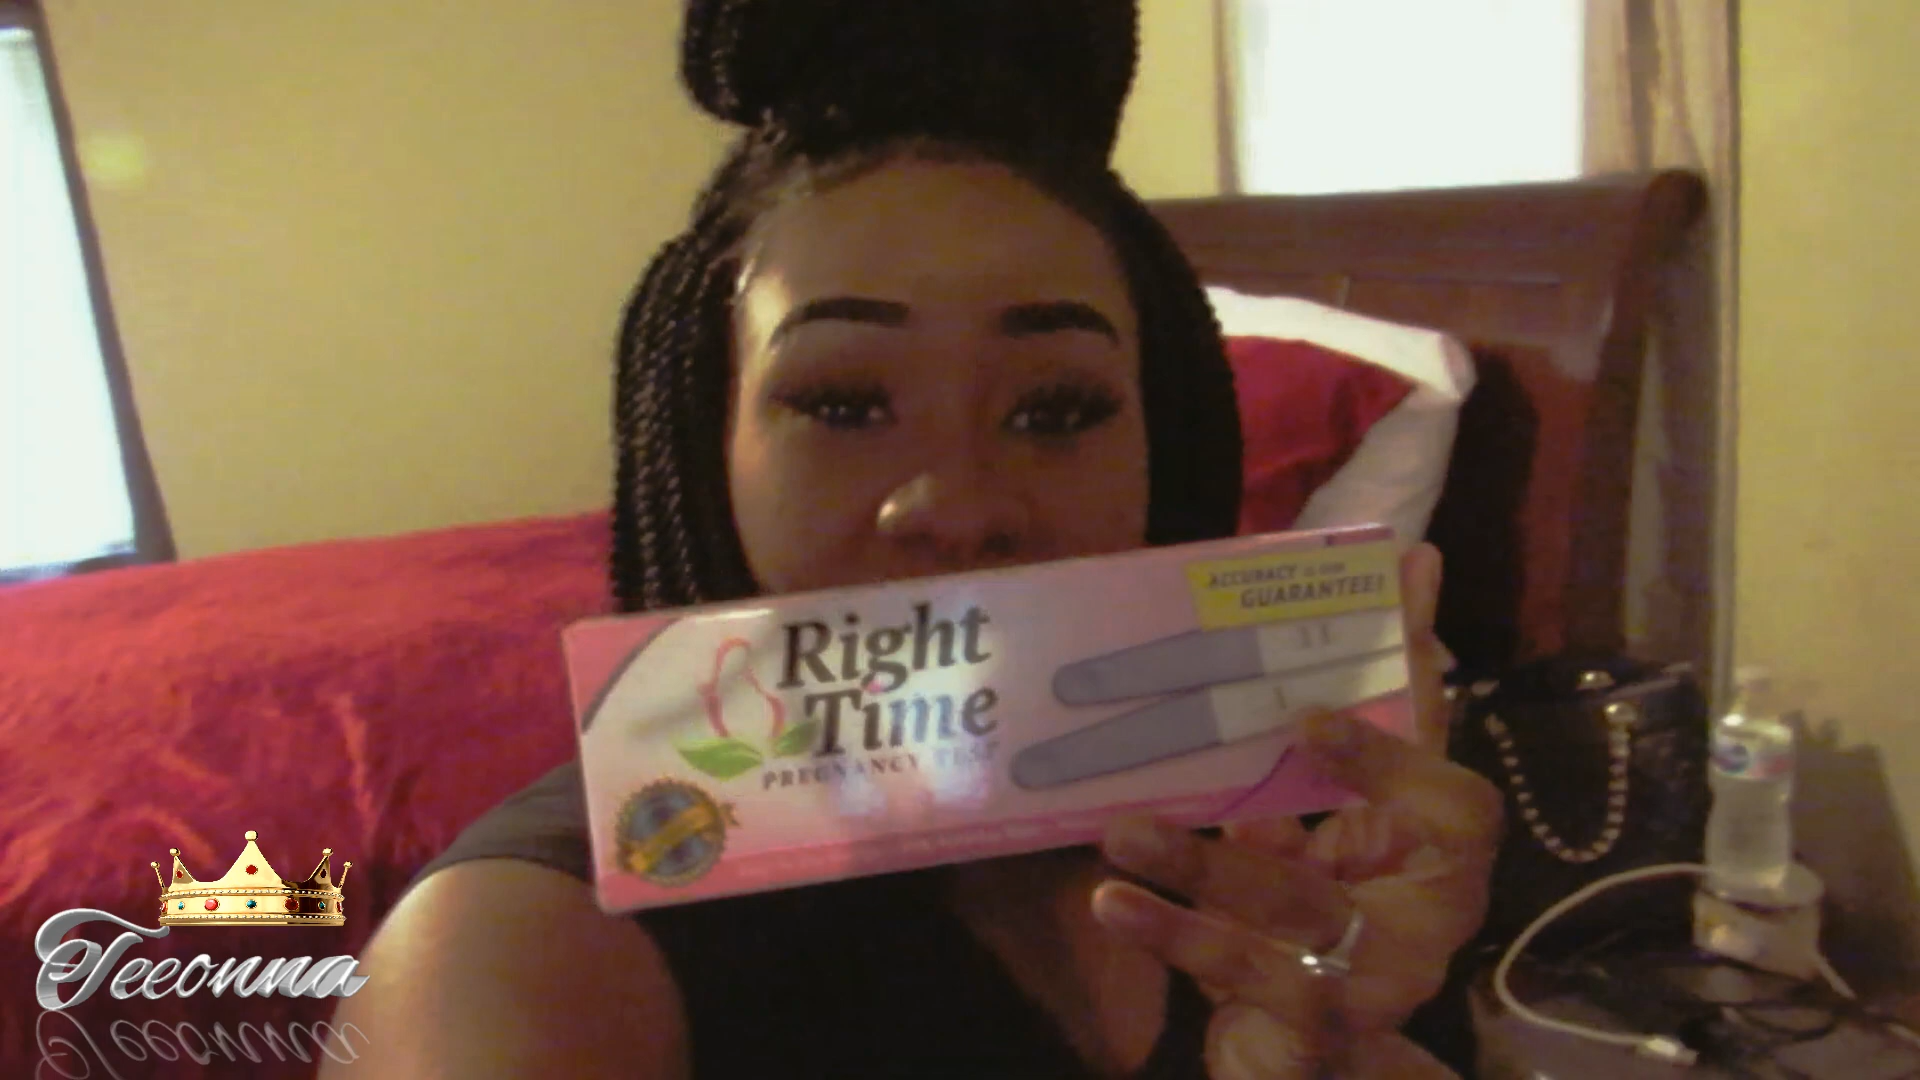 ACCURACY IS OUR
GUARANTEE!
Right
Time
PREGNANCY TEST
Teeonna